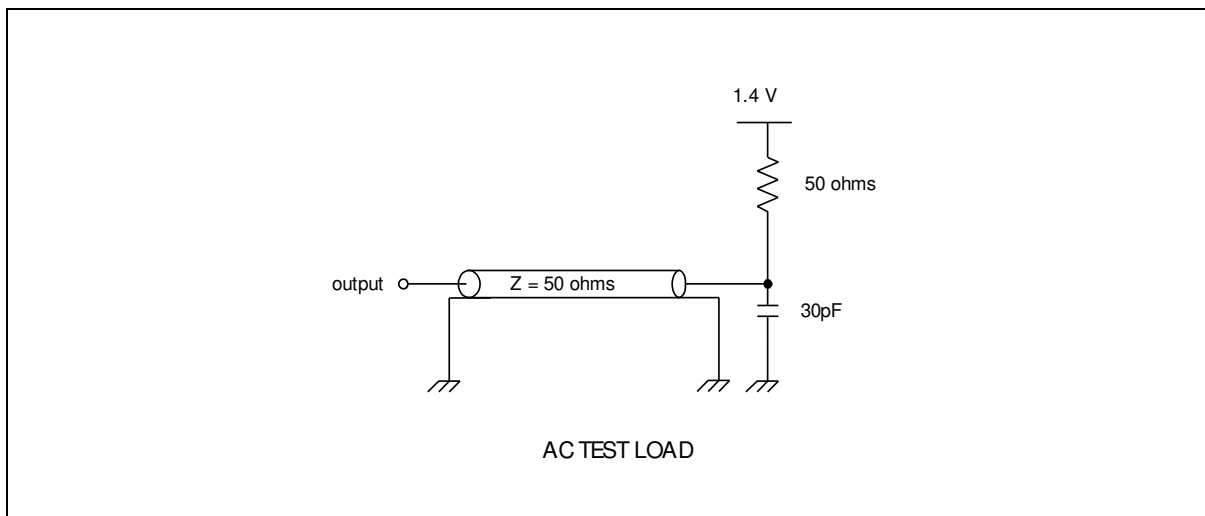 1.4 V
50 ohms
output
Z = 50 ohms
30pF
AC TEST LOAD